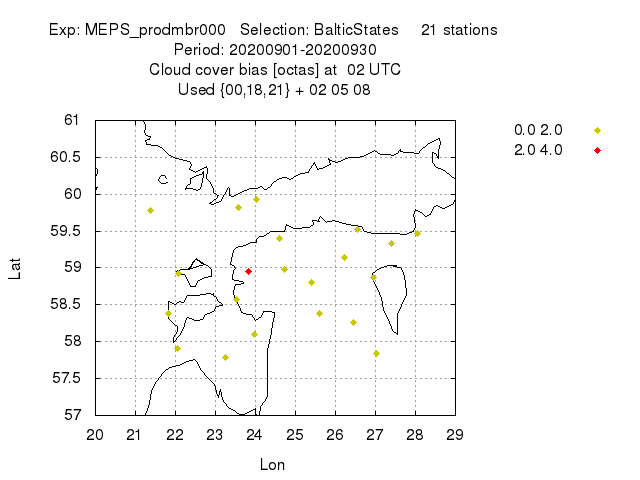 Exp: MEPS_prodmbr000   Selection: BalticStates     21 stations
Period: 20200901-20200930
Cloud cover bias [octas] at  02 UTC
Used {00,18,21} + 02 05 08
0.0 2.0
2.0 4.0
61
60.5
60
59.5
59
58.5
58
57.5
57
Lat
20 21 22 23 24 25 26 27 28 29
Lon